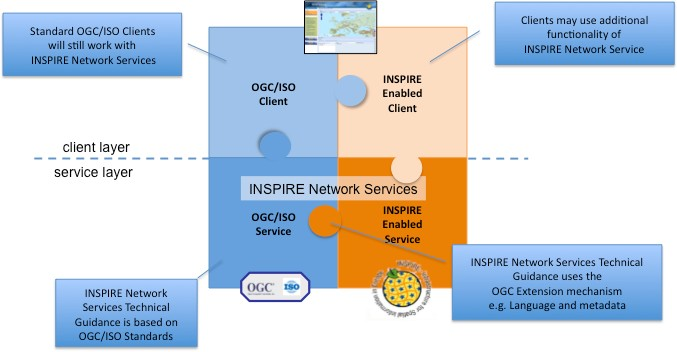 Standard OGC/ISO Clients
will still work with
INSPIRE Network Services
Clients may use additional
functionality of
INSPIRE Network Service
OGC/ISO
Client
INSPIRE
Enabled
Client
client layer
service layer
INSPIRE Network Services
OGC/ISO
Service
INSPIRE
Enabled
Service
INSPIRE Network
Services Technical
Guidance is based on
OGC/ISO Standards
OGC
ISO
INSPIRE Network Services Technical
Guidance uses the
OGC Extension mechanism
e.g. Language and metadata